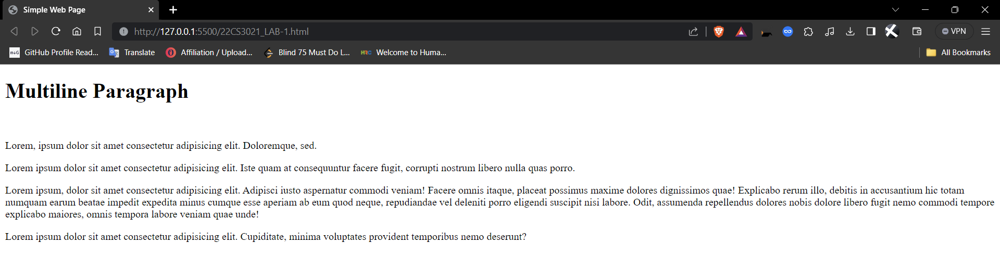 Simple Web Page
http://127.0.0.1:5500/22CS3021_LAB-1.html
VPN
M↓G GitHub Profile Read... Translate Affiliation / Upload... Blind 75 Must Do L... HRC Welcome to Huma... All Bookmarks
Multiline Paragraph
Lorem, ipsum dolor sit amet consectetur adipisicing elit. Doloremque, sed.
Lorem ipsum dolor sit amet consectetur adipisicing elit. Iste quam at consequuntur facere fugit, corrupti nostrum libero nulla quas porro.
Lorem ipsum, dolor sit amet consectetur adipisicing elit. Adipisci iusto aspernatur commodi veniam! Facere omnis itaque, placeat possimus maxime dolores dignissimos quae! Explicabo rerum illo, debitis in accusantium hic totam
numquam earum beatae impedit expedita minus cumque esse aperiam ab eum quod neque, repudiandae vel deleniti porro eligendi suscipit nisi labore. Odit, assumenda repellendus dolores nobis dolore libero fugit nemo commodi tempore
explicabo maiores, omnis tempora labore veniam quae unde!
Lorem ipsum dolor sit amet consectetur adipisicing elit. Cupiditate, minima voluptates provident temporibus nemo deserunt?